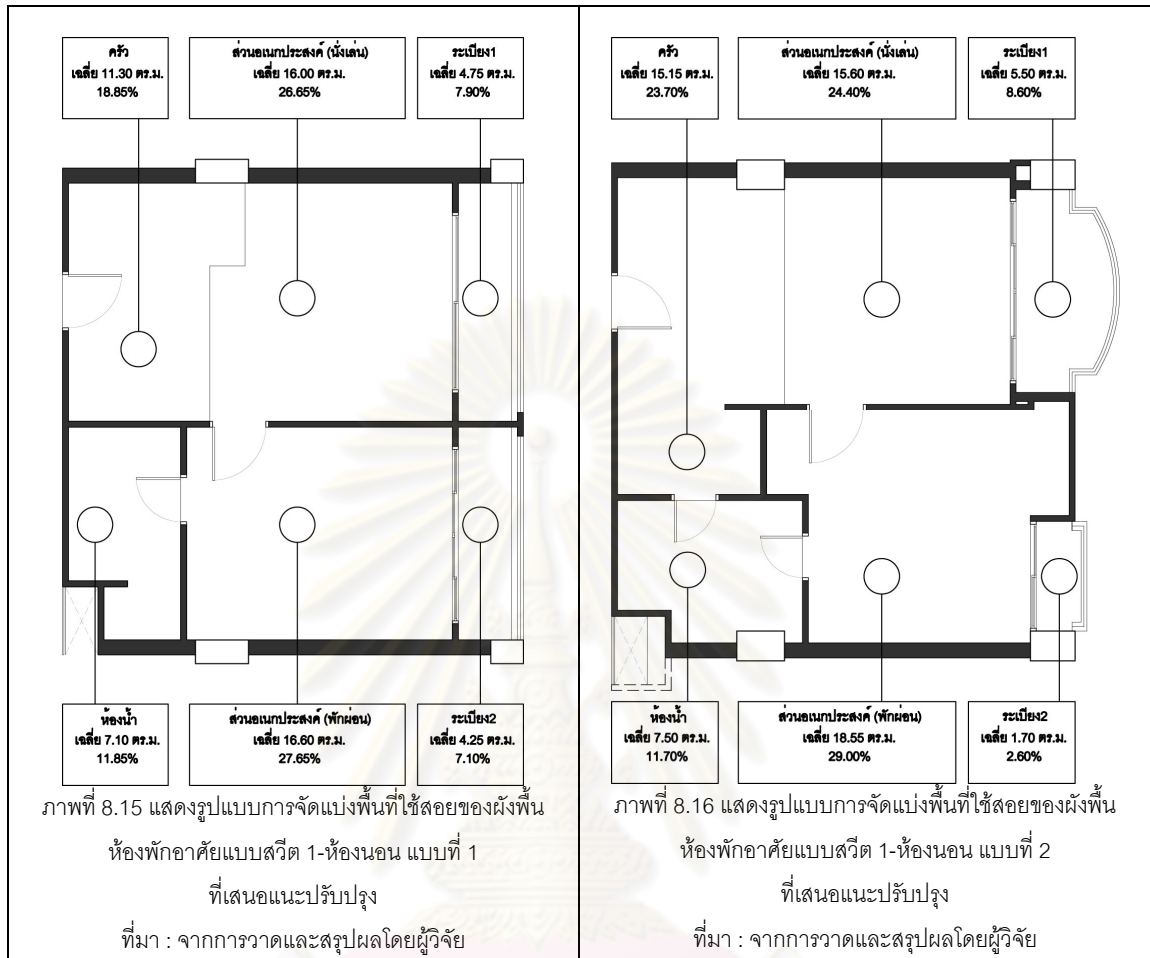 ครัว
เฉลี่ย 11.30 ตร.ม.
18.85%
ส่วนอเนกประสงค์ (นั่งเล่น)
เฉลี่ย 16.00 ตร.ม.
26.65%
ระเบียง1
เฉลี่ย 4.75 ตร.ม.
7.90%
ห้องน้ำ
เฉลี่ย 7.10 ตร.ม.
11.85%
ส่วนอเนกประสงค์ (พักผ่อน)
เฉลี่ย 16.60 ตร.ม.
27.65%
ระเบียง2
เฉลี่ย 4.25 ตร.ม.
7.10%
ภาพที่ 8.15 แสดงรูปแบบการจัดแบ่งพื้นที่ใช้สอยของผังพื้น
ห้องพักอาศัยแบบสวีต 1-ห้องนอน แบบที่ 1
ที่เสนอแนะปรับปรุง
ที่มา : จากการวาดและสรุปผลโดยผู้วิจัย
ครัว
เฉลี่ย 15.15 ตร.ม.
23.70%
ส่วนอเนกประสงค์ (นั่งเล่น)
เฉลี่ย 15.60 ตร.ม.
24.40%
ระเบียง1
เฉลี่ย 5.50 ตร.ม.
8.60%
ห้องน้ำ
เฉลี่ย 7.50 ตร.ม.
11.70%
ส่วนอเนกประสงค์ (พักผ่อน)
เฉลี่ย 18.55 ตร.ม.
29.00%
ระเบียง2
เฉลี่ย 1.70 ตร.ม.
2.60%
ภาพที่ 8.16 แสดงรูปแบบการจัดแบ่งพื้นที่ใช้สอยของผังพื้น
ห้องพักอาศัยแบบสวีต 1-ห้องนอน แบบที่ 2
ที่เสนอแนะปรับปรุง
ที่มา : จากการวาดและสรุปผลโดยผู้วิจัย